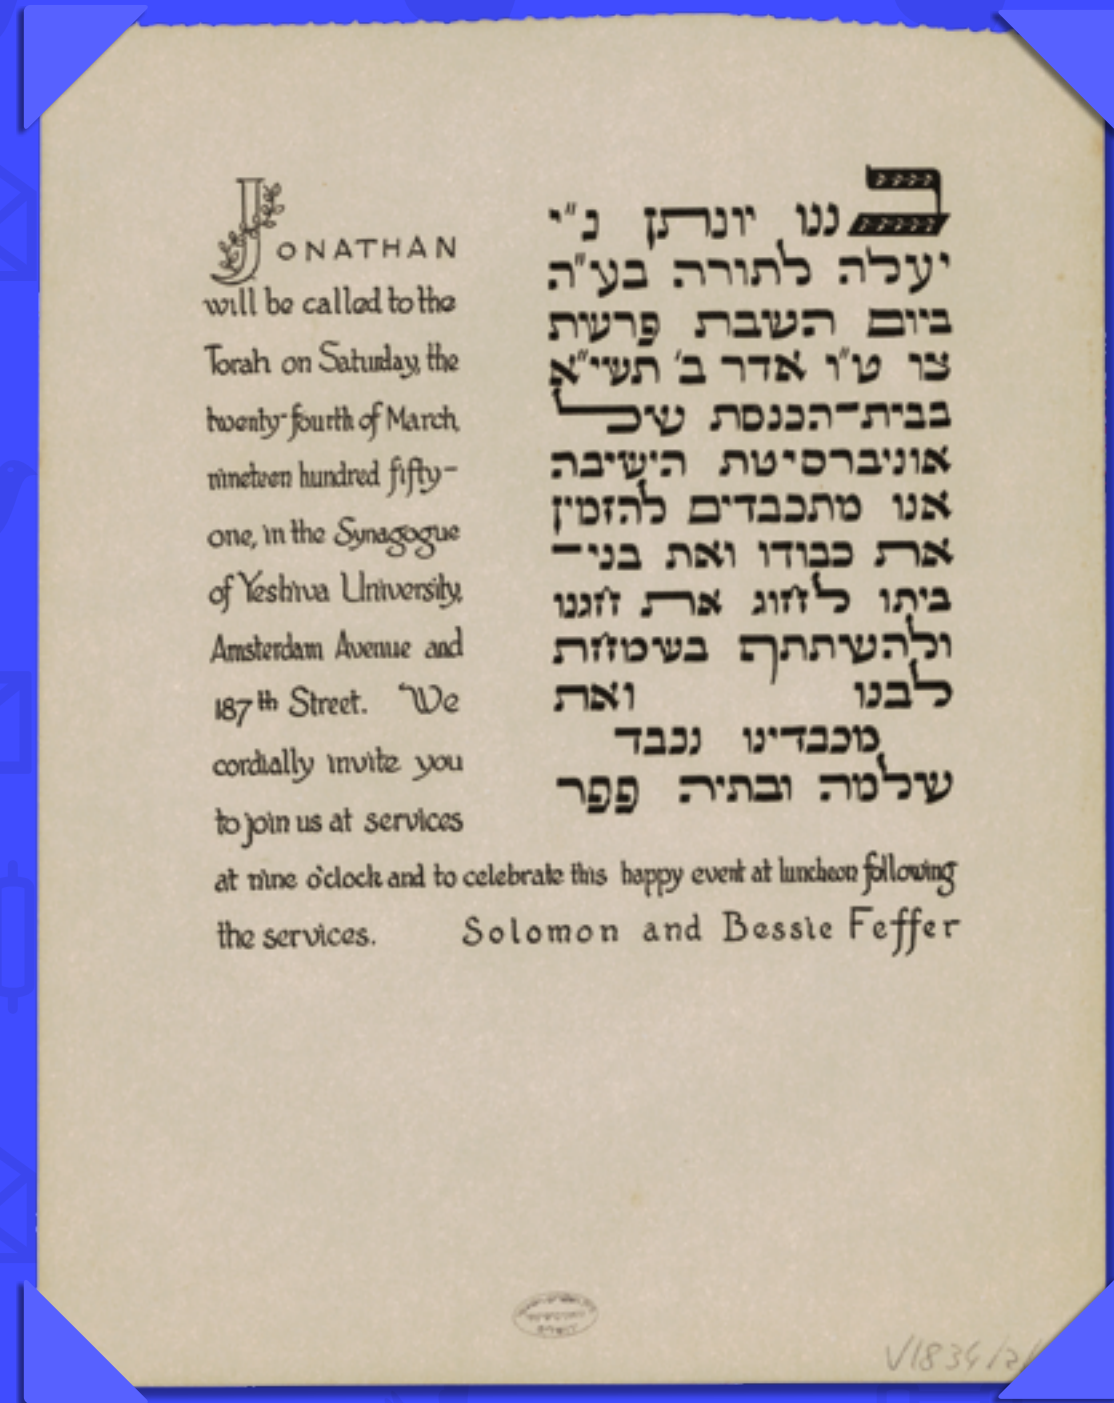 JONATHAN
will be called to the
Torah on Saturday, the
twenty-fourth of March,
nineteen hundred fifty-
one, in the Synagogue
of Yeshiva University,
Amsterdam Avenue and
187th Street. We
cordially invite you
to join us at services
at nine o'clock and to celebrate this happy event at luncheon following
the services. Solomon and Bessie Feffer
בננו יונתן נ"י
יעלה לתורה בע"ה
ביום השבת פרשת
צו ט"ו אדר ב' תשי"א
בבית-הכנסת של
אוניברסיטת הישיבה
אנו מתכבדים להזמין
את כבודו ואת בני-
ביתו לחוג את חגנו
ולהשתתף בשמחת
לבנו ואת
מכבדינו נכבד
שלמה ובתיה פפר
V1834/2/